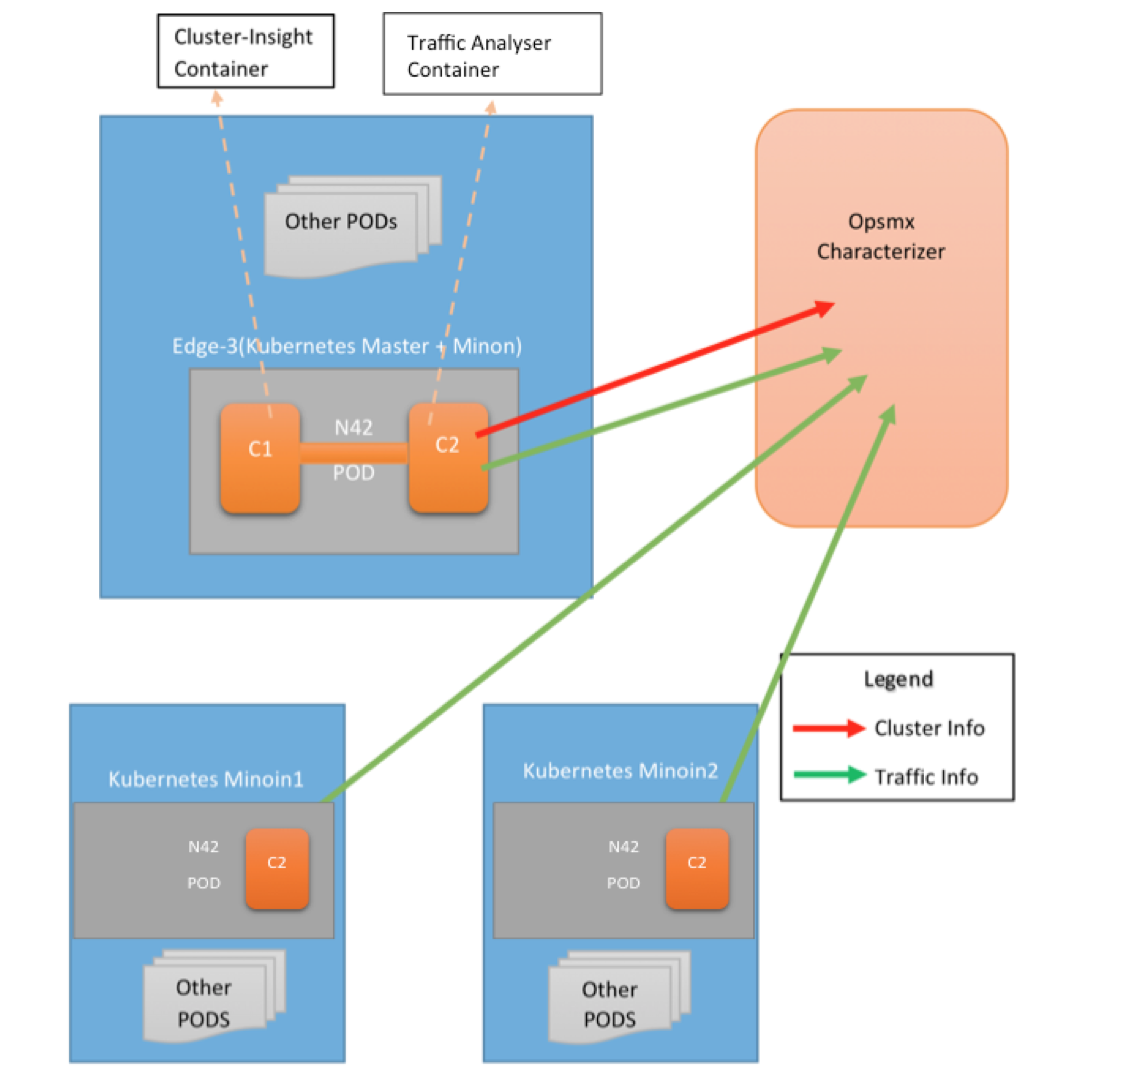 Cluster-Insight
Container
Traffic Analyser
Container
Other PODs
Opsmx
Characterizer
Edge-3(Kubernetes Master + Minon)
C1
N42
POD
C2
Legend
Cluster Info
Traffic Info
Kubernetes Minoin1
N42
POD
C2
Other
PODS
Kubernetes Minoin2
N42
POD
C2
Other
PODS